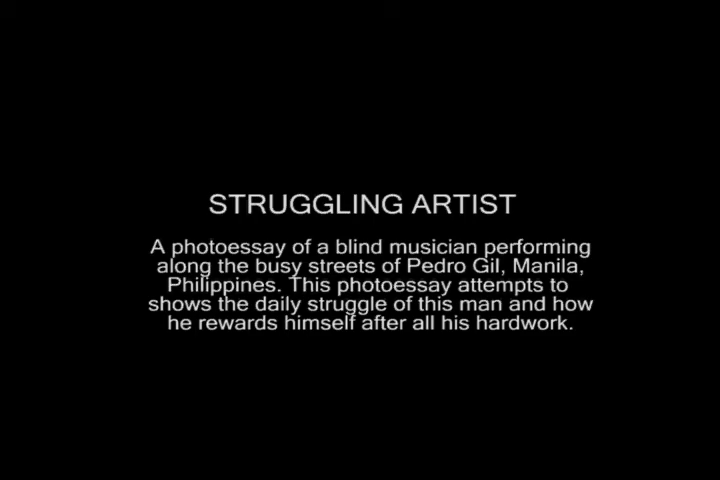 STRUGGLING ARTIST
A photoessay of a blind musician performing
along the busy streets of Pedro Gil, Manila,
Philippines. This photoessay attempts to
shows the daily struggle of this man and how
he rewards himself after all his hardwork.